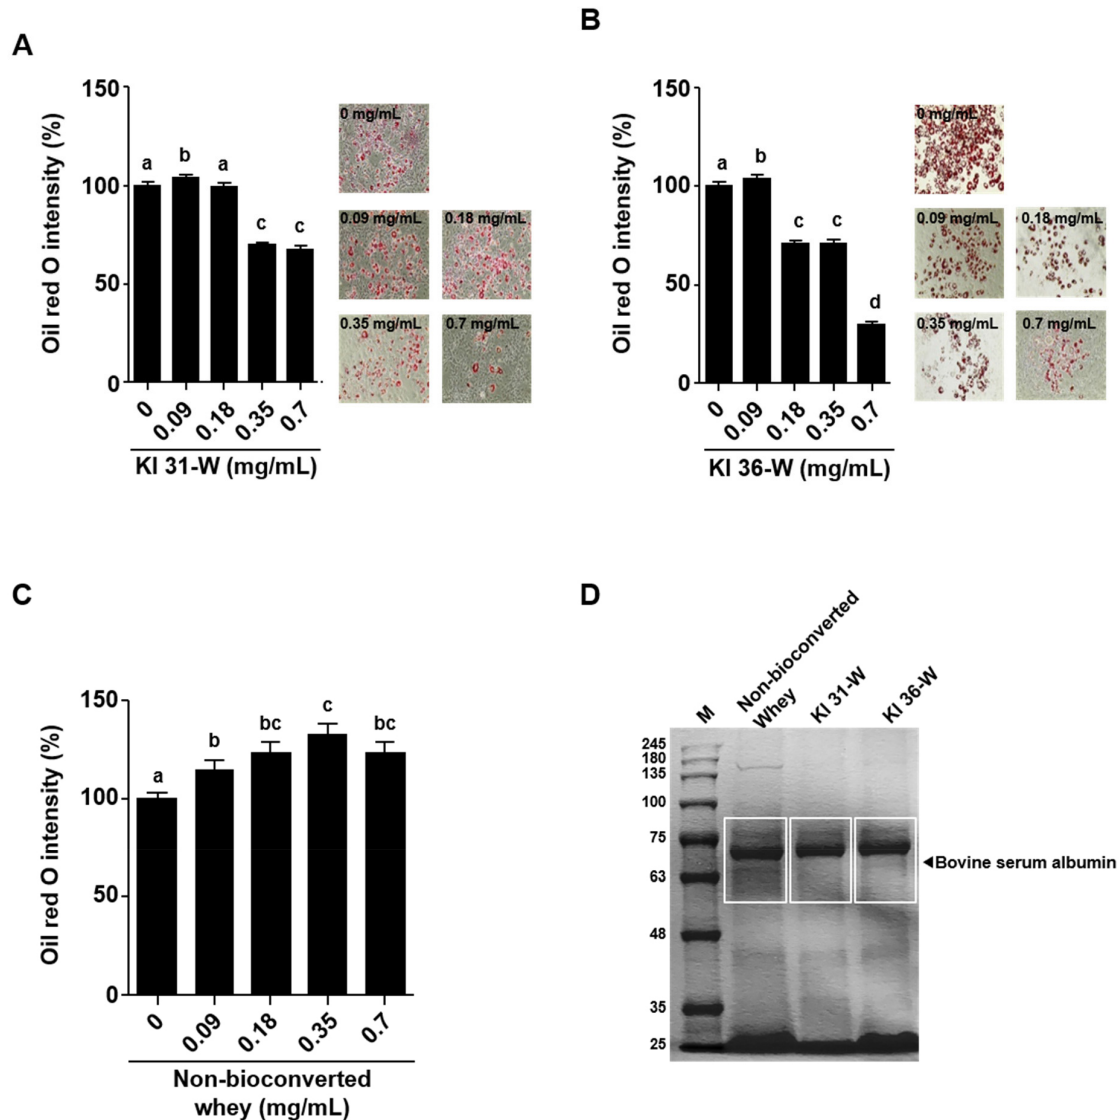 A
Oil red O intensity (%)
150
100
50
0
a
b
a
c
c
0
0.09
0.18
0.35
0.7
KI 31-W (mg/mL)
0 mg/mL
0.09 mg/mL
0.18 mg/mL
0.35 mg/mL
0.7 mg/mL
B
Oil red O intensity (%)
150
100
50
0
a
b
c
c
d
0
0.09
0.18
0.35
0.7
KI 36-W (mg/mL)
0 mg/mL
0.09 mg/mL
0.18 mg/mL
0.35 mg/mL
0.7 mg/mL
C
Oil red O intensity (%)
150
100
50
0
a
b
bc
c
bc
0
0.09
0.18
0.35
0.7
Non-bioconverted
whey (mg/mL)
D
M
Non-bioconverted
Whey
KI 31-W
KI 36-W
245
180
135
100
75
63
48
35
25
Bovine serum albumin